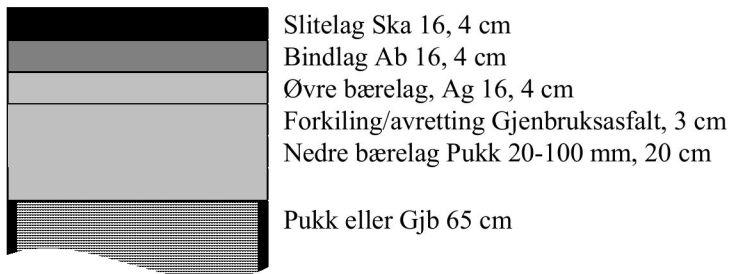 Slitelag Ska 16, 4 cm
Bindlag Ab 16, 4 cm
Øvre bærelag, Ag 16, 4 cm
Forkiling/avretting Gjenbruksasfalt, 3 cm
Nedre bærelag Pukk 20-100 mm, 20 cm
Pukk eller Gjb 65 cm